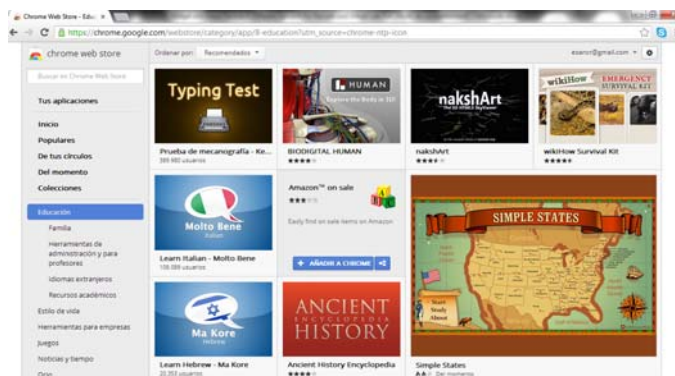 Chrome Web Store - Educ
https://chrome.google.com/webstore/category/app/8-education?utm_source=chrome-ntp-icon
chrome web store
Ordenar por: Recomendados
Buscar en Chrome Web Store
Tus aplicaciones
Inicio
Populares
De tus círculos
Del momento
Colecciones
Educación
Familia
Herramientas de
administración y para
profesores
Idiomas extranjeros
Recursos académicos
Estilo de vida
Herramientas para empresas
Juegos
Noticias y tiempo
Ocio
Typing Test
Prueba de mecanografía - Ke...
HUMAN
Explore the Body in 3D!
BIODIGITAL HUMAN
nakshArt
nakshArt
wikiHow EMERGENCY
SURVIVAL KIT
wikiHow Survival Kit
Molto Bene
Italian
Learn Italian - Molto Bene
Amazon™ on sale
Easily find on sale items on Amazon
AÑADIR A CHROME
SIMPLE STATES
Start
Study
About
Simple States
Del momento
Ma Kore
Hebrew
Learn Hebrew - Ma Kore
20.353 usuarios
ANCIENT
ENCYCLOPEDIA
HISTORY
Ancient History Encyclopedia